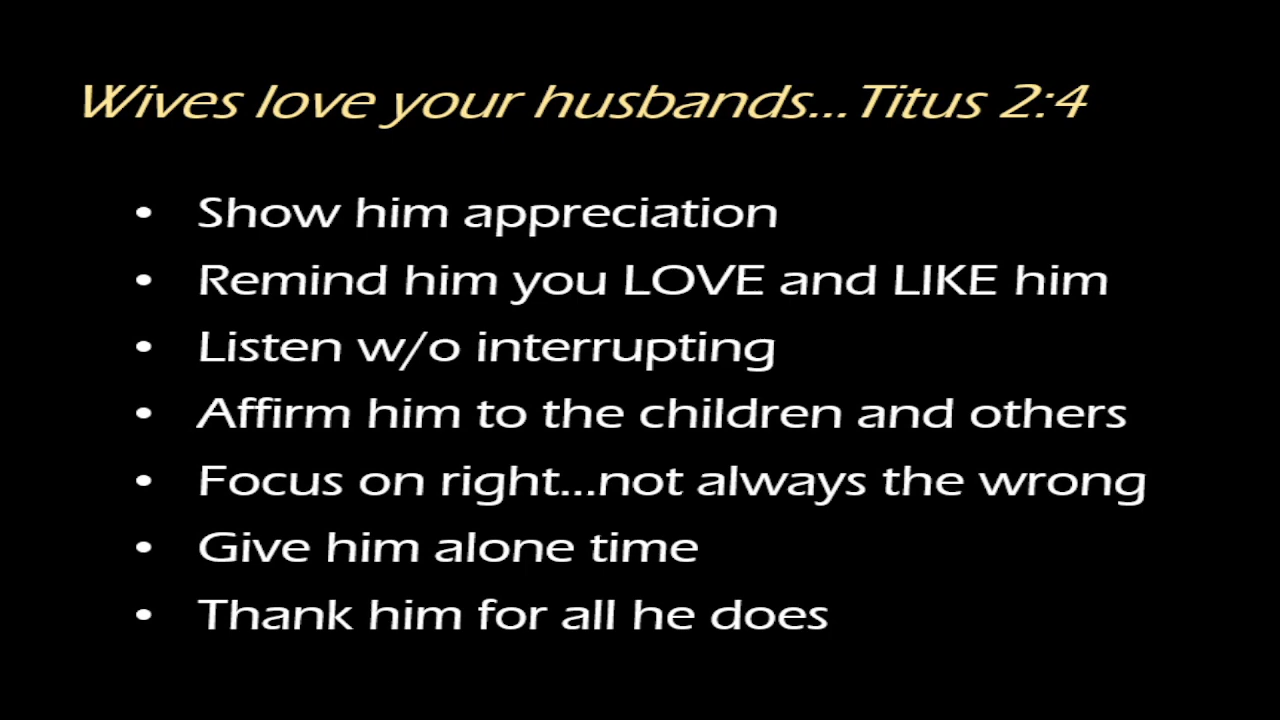 Wives love your husbands...Titus 2:4
• Show him appreciation
• Remind him you LOVE and LIKE him
• Listen w/o interrupting
• Affirm him to the children and others
• Focus on right...not always the wrong
• Give him alone time
• Thank him for all he does